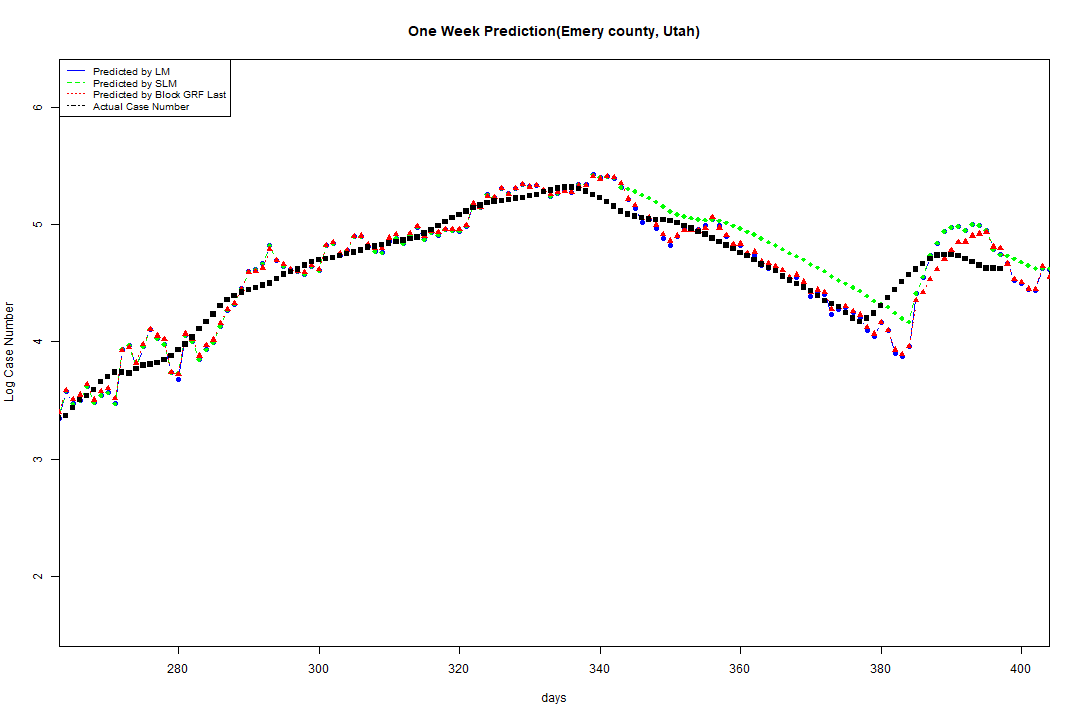 One Week Prediction(Emery county, Utah)
Predicted by LM
Predicted by SLM
Predicted by Block GRF Last
Actual Case Number
6
5
4
3
2
Log Case Number
280 300 320 340 360 380 400
days